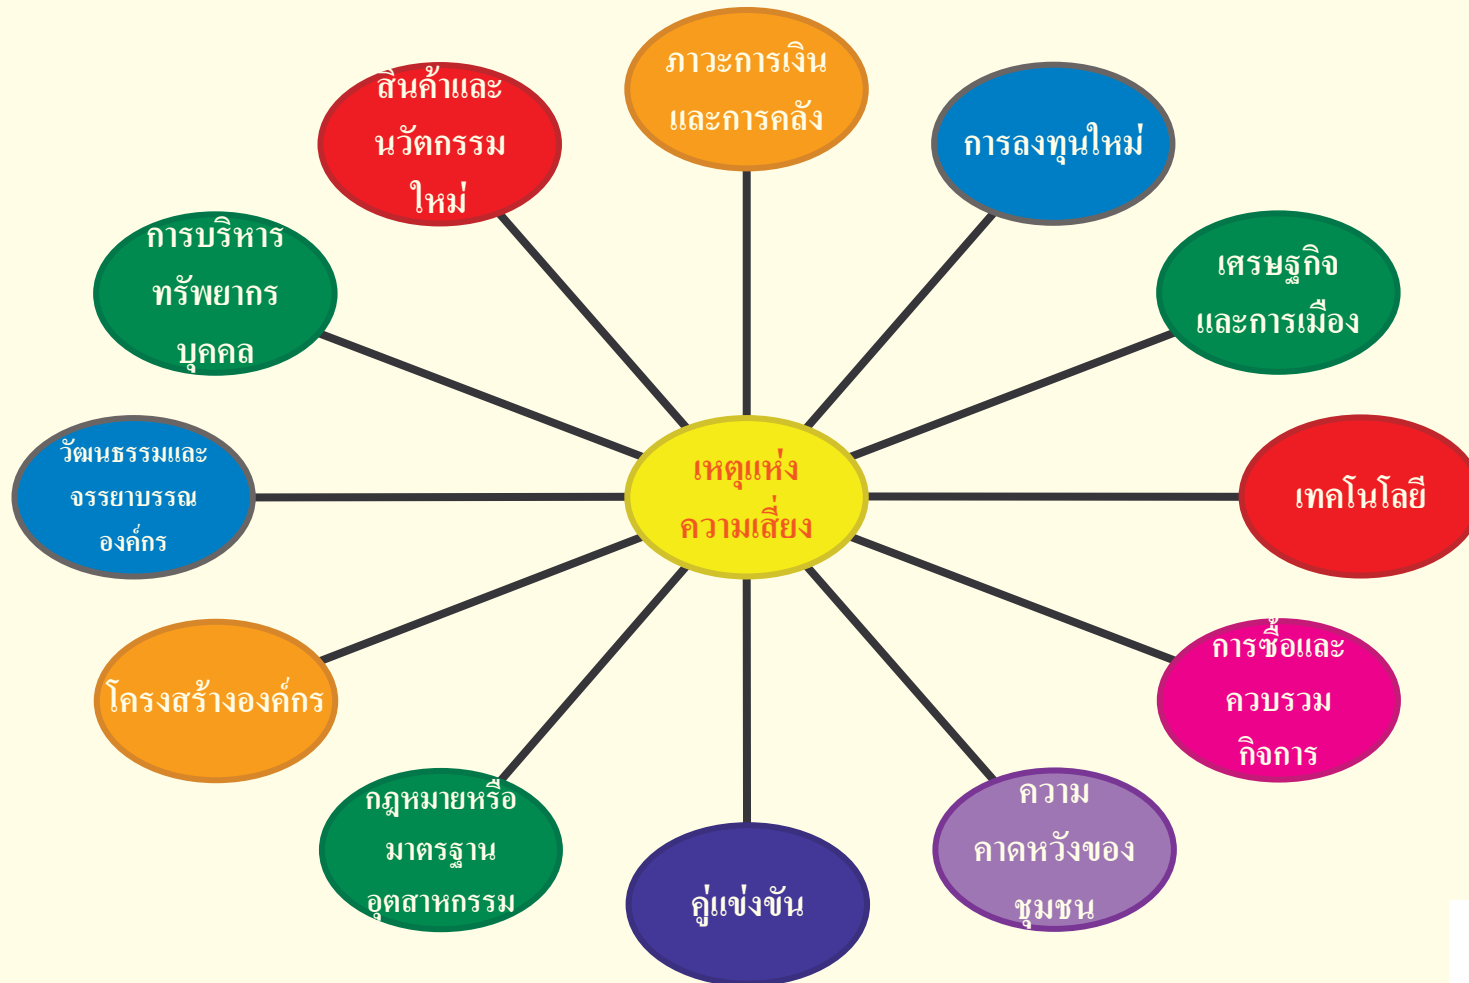 ภาวะการเงิน
และการคลัง
การลงทุนใหม่
เศรษฐกิจ
และการเมือง
เทคโนโลยี
การซื้อและ
ควบรวม
กิจการ
ความ
คาดหวังของ
ชุมชน
คู่แข่งขัน
กฎหมายหรือ
มาตรฐาน
อุตสาหกรรม
โครงสร้างองค์กร
วัฒนธรรมและ
จรรยาบรรณ
องค์กร
การบริหาร
ทรัพยากร
บุคคล
สินค้าและ
นวัตกรรม
ใหม่
เหตุแห่ง
ความเสี่ยง